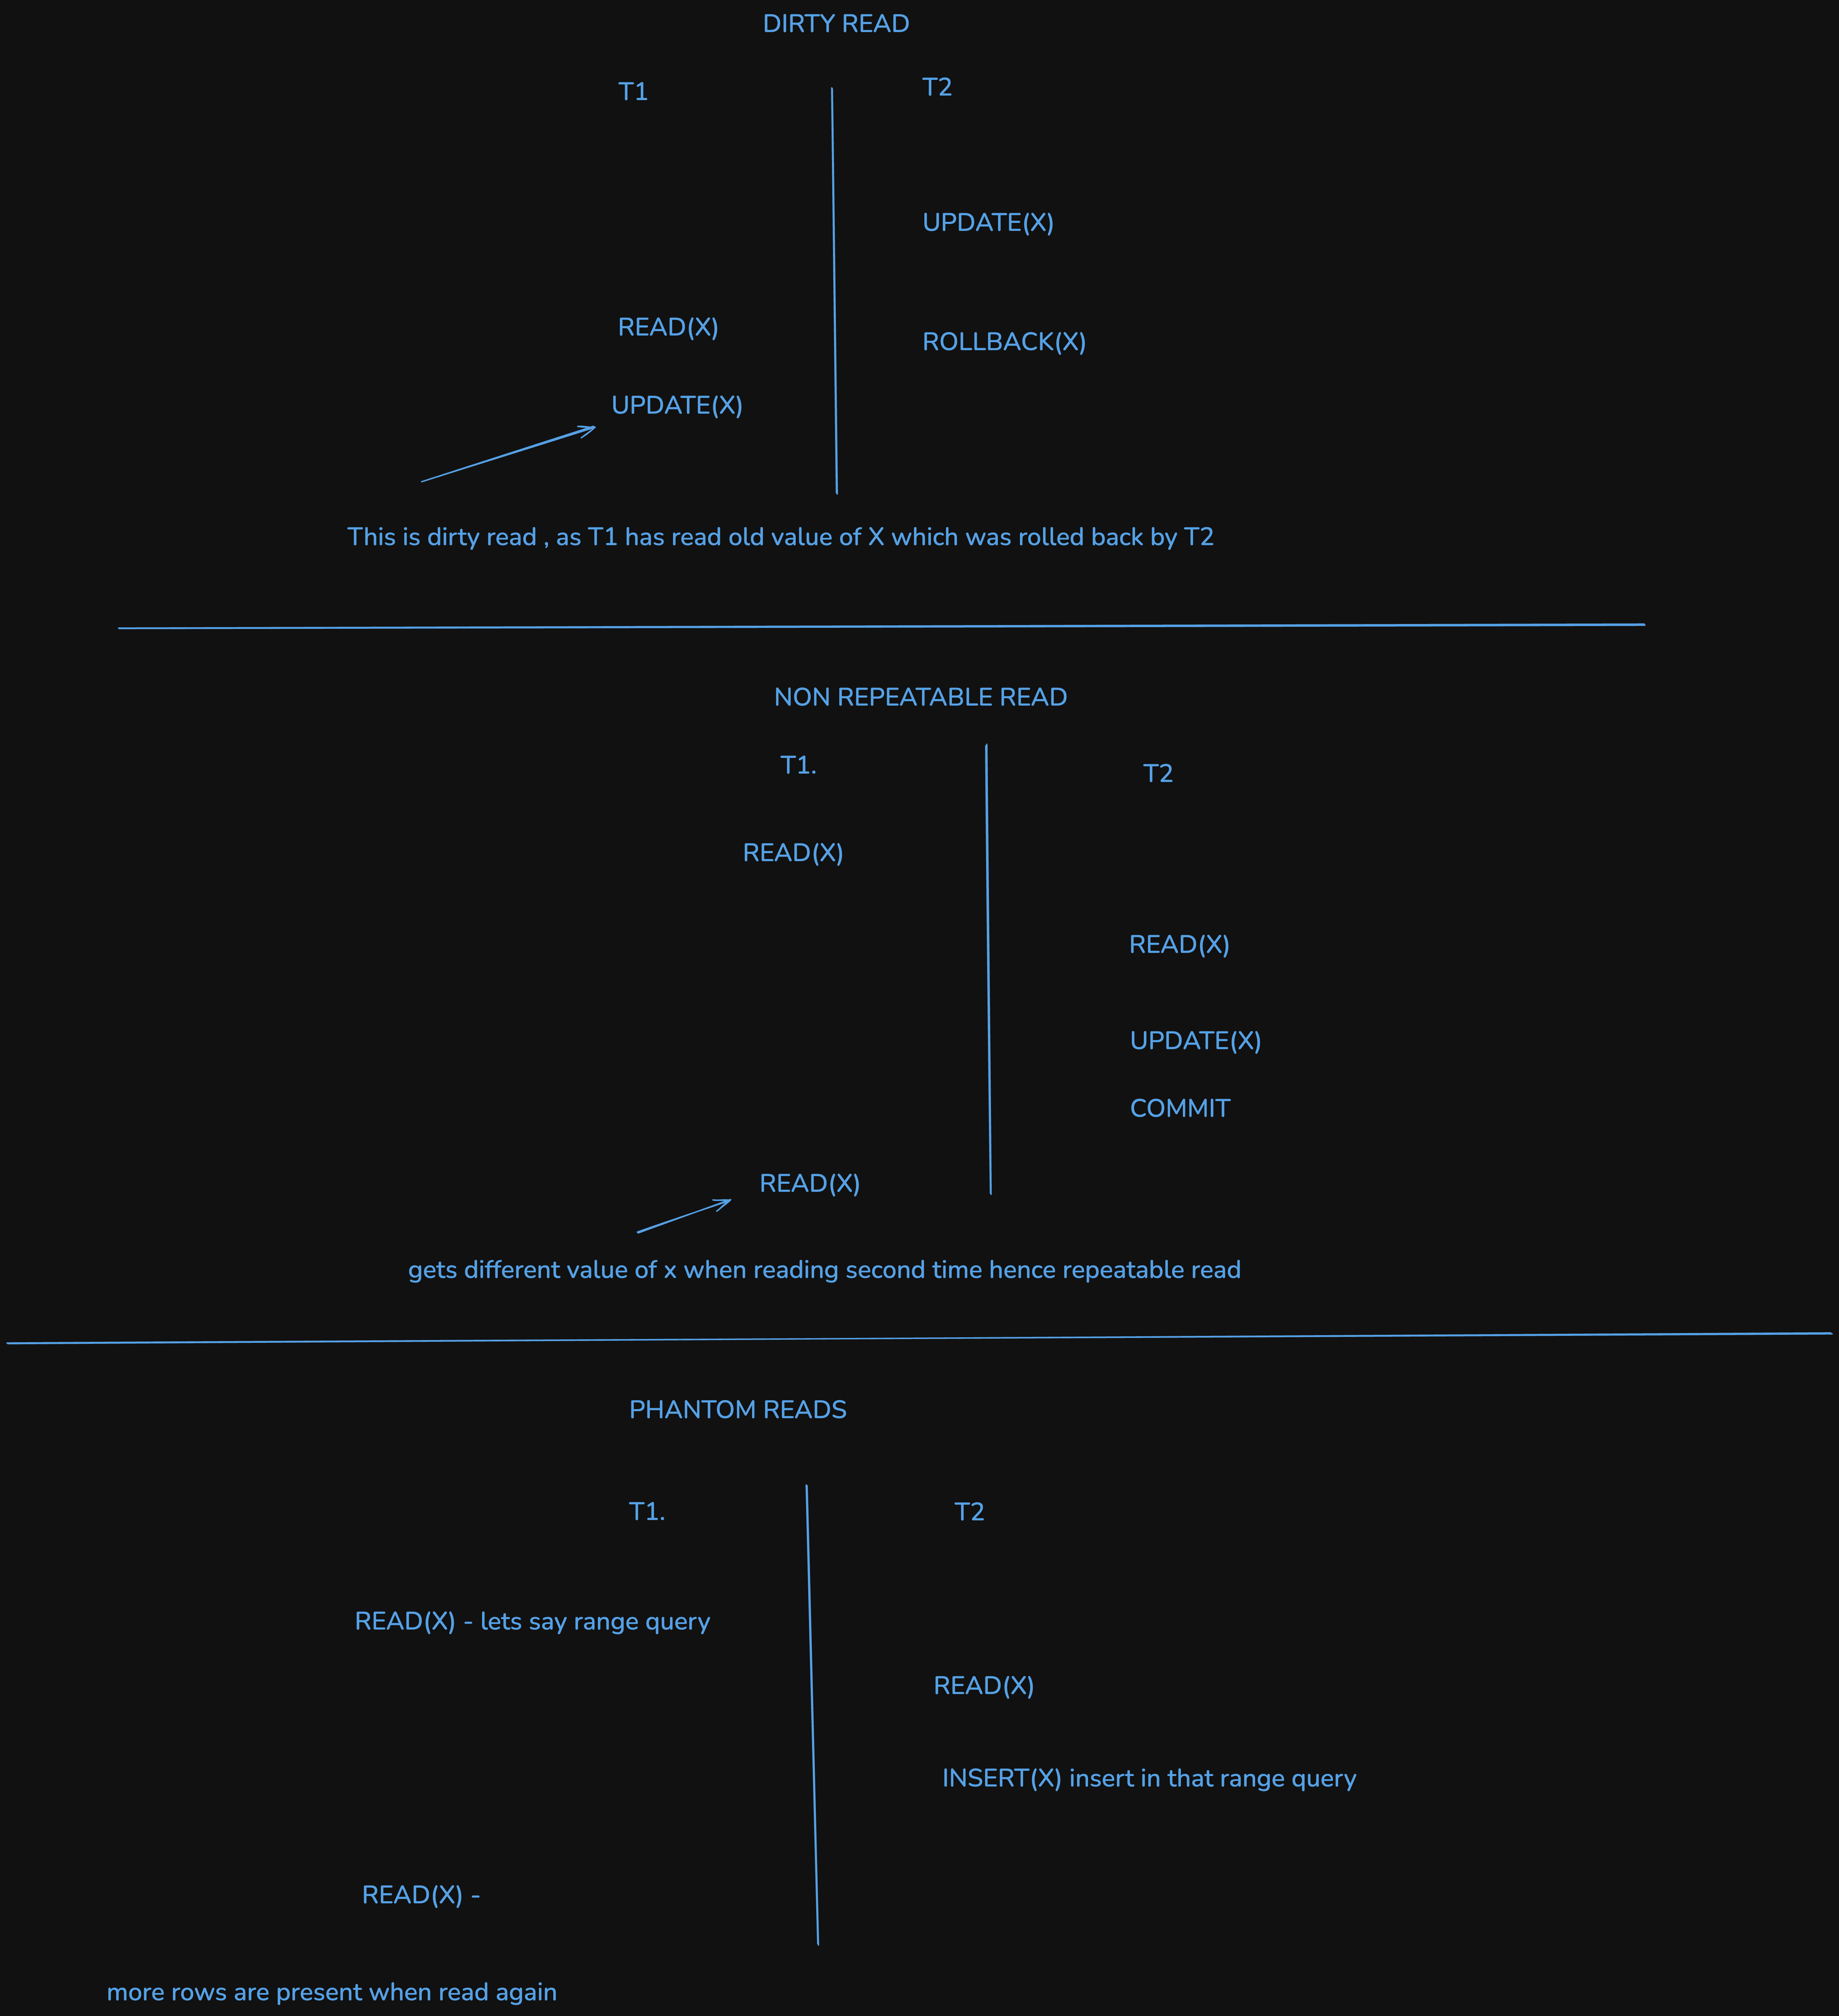 DIRTY READ
T1
T2
UPDATE(X)
READ(X)
ROLLBACK(X)
UPDATE(X)
This is dirty read , as T1 has read old value of X which was rolled back by T2
NON REPEATABLE READ
T1.
T2
READ(X)
READ(X)
UPDATE(X)
COMMIT
READ(X)
gets different value of x when reading second time hence repeatable read
PHANTOM READS
T1.
T2
READ(X) - lets say range query
READ(X)
INSERT(X) insert in that range query
READ(X) -
more rows are present when read again